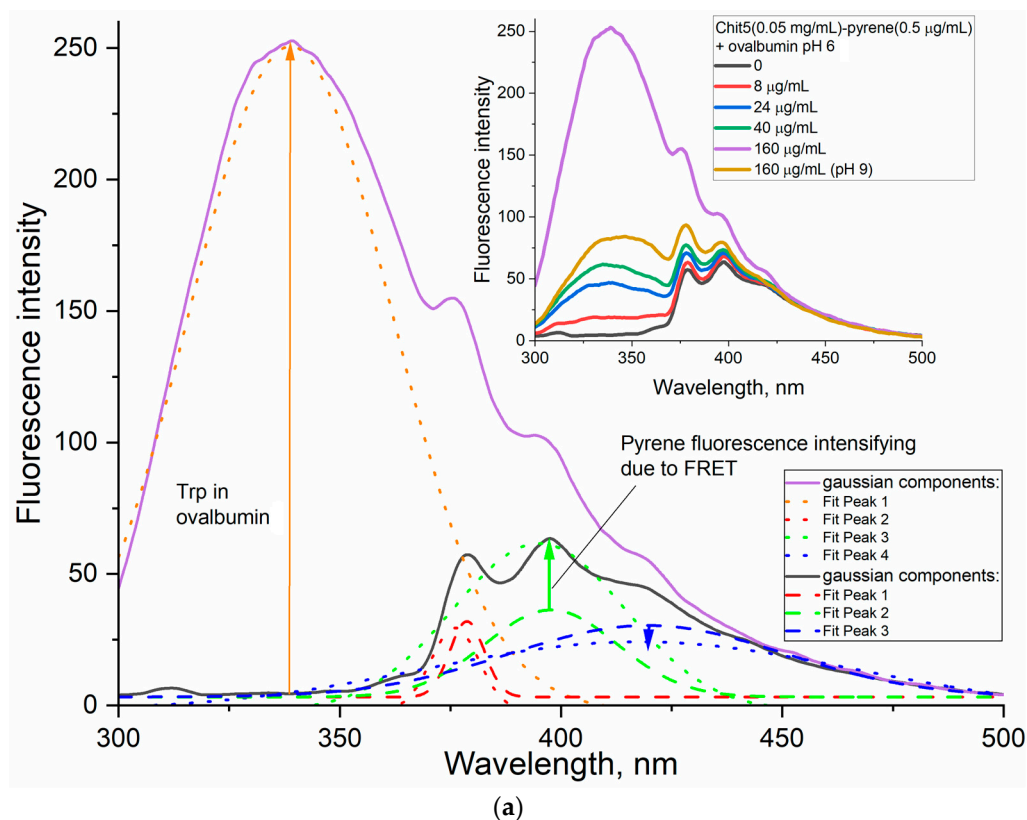 Fluorescence intensity
250
200
150
100
50
0
300
350
400
450
500
Wavelength, nm
Trp in
ovalbumin
Pyrene fluorescence intensifying
due to FRET
gaussian components:
Fit Peak 1
Fit Peak 2
Fit Peak 3
Fit Peak 4
gaussian components:
Fit Peak 1
Fit Peak 2
Fit Peak 3
Fluorescence intensity
250
200
150
100
50
0
300
350
400
450
500
Wavelength, nm
Chit5(0.05 mg/mL)-pyrene(0.5 μg/mL)
+ ovalbumin pH 6
0
8 μg/mL
24 μg/mL
40 μg/mL
160 μg/mL
160 μg/mL (pH 9)
(a)